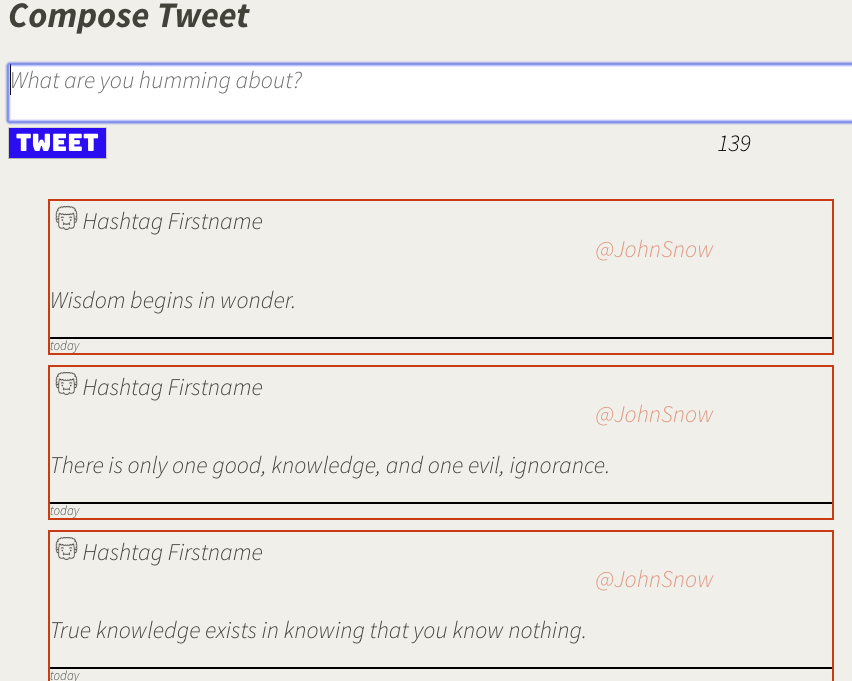 Compose Tweet
What are you humming about?
TWEET 139
Hashtag Firstname
@JohnSnow
Wisdom begins in wonder.
today
Hashtag Firstname
@JohnSnow
There is only one good, knowledge, and one evil, ignorance.
today
Hashtag Firstname
@JohnSnow
True knowledge exists in knowing that you know nothing.
today